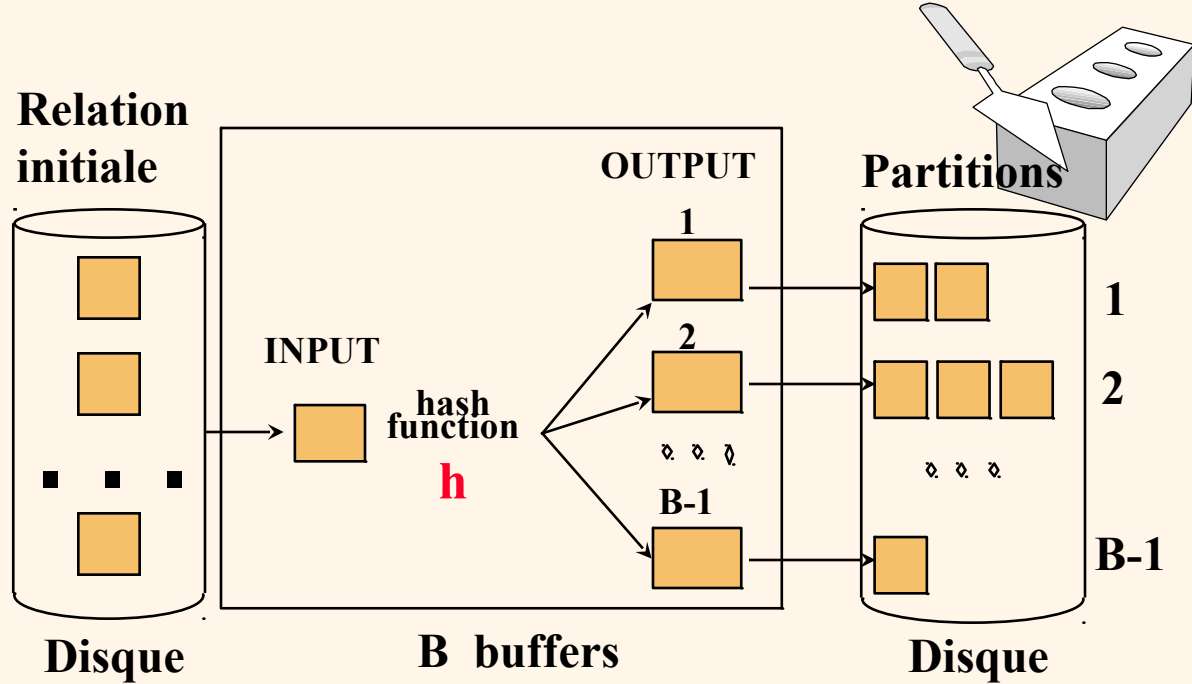 Relation
initiale
OUTPUT
Partitions
1
1
INPUT
2
2
hash
function
h
B-1
B-1
Disque
B buffers
Disque